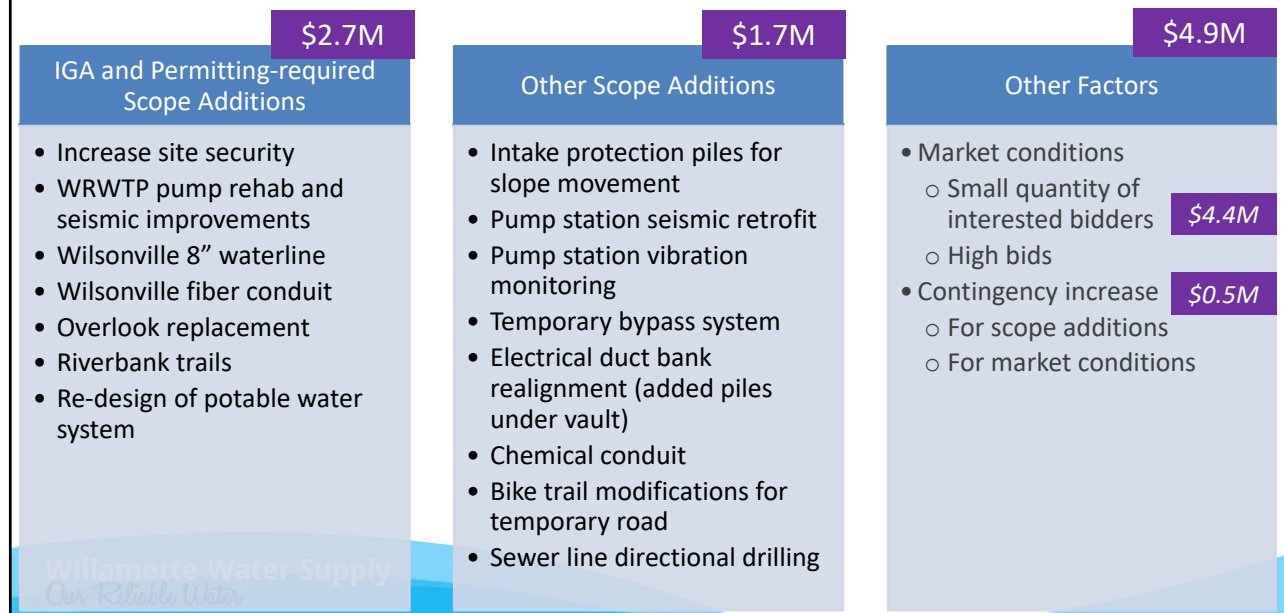 $2.7M
IGA and Permitting-required
Scope Additions
• Increase site security
• WRWTP pump rehab and
seismic improvements
• Wilsonville 8” waterline
• Wilsonville fiber conduit
• Overlook replacement
• Riverbank trails
• Re-design of potable water
system
$1.7M
Other Scope Additions
• Intake protection piles for
slope movement
• Pump station seismic retrofit
• Pump station vibration
monitoring
• Temporary bypass system
• Electrical duct bank
realignment (added piles
under vault)
• Chemical conduit
• Bike trail modifications for
temporary road
• Sewer line directional drilling
$4.9M
Other Factors
• Market conditions
o Small quantity of
interested bidders
$4.4M
o High bids
• Contingency increase
$0.5M
o For scope additions
o For market conditions
Willamette Water Supply
Our Reliable Water